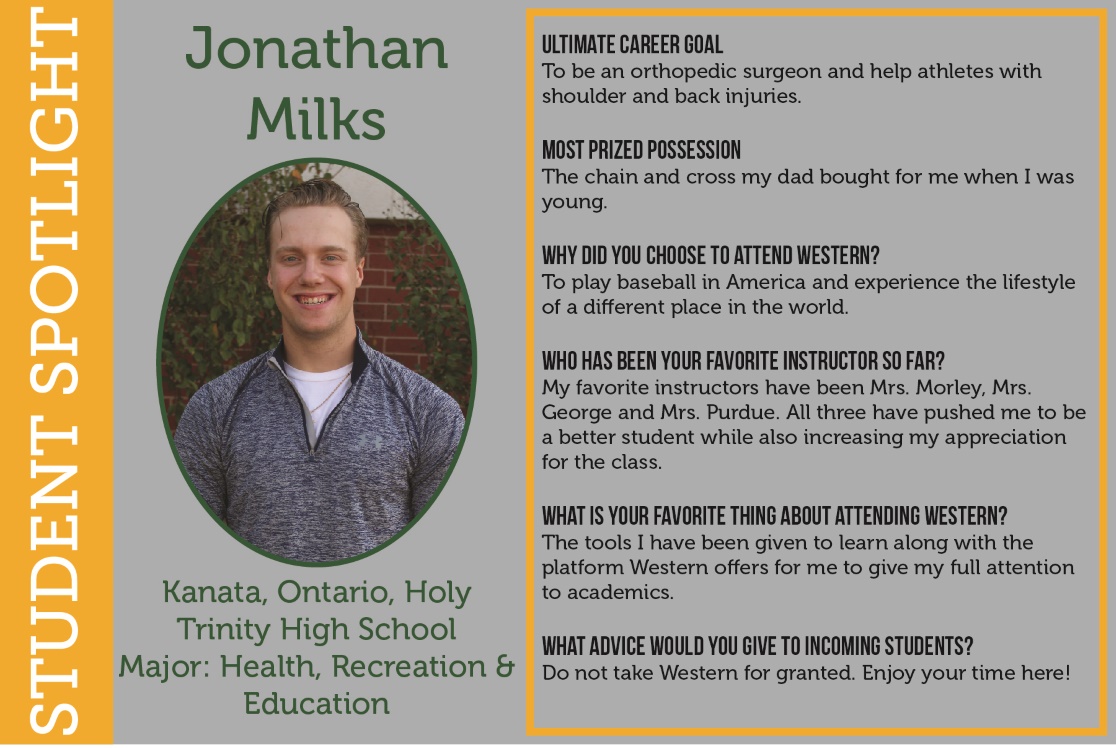 STUDENT SPOTLIGHT
Jonathan
Milks
Kanata, Ontario, Holy
Trinity High School
Major: Health, Recreation &
Education
ULTIMATE CAREER GOAL
To be an orthopedic surgeon and help athletes with
shoulder and back injuries.
MOST PRIZED POSSESSION
The chain and cross my dad bought for me when I was
young.
WHY DID YOU CHOOSE TO ATTEND WESTERN?
To play baseball in America and experience the lifestyle
of a different place in the world.
WHO HAS BEEN YOUR FAVORITE INSTRUCTOR SO FAR?
My favorite instructors have been Mrs. Morley, Mrs.
George and Mrs. Purdue. All three have pushed me to be
a better student while also increasing my appreciation
for the class.
WHAT IS YOUR FAVORITE THING ABOUT ATTENDING WESTERN?
The tools I have been given to learn along with the
platform Western offers for me to give my full attention
to academics.
WHAT ADVICE WOULD YOU GIVE TO INCOMING STUDENTS?
Do not take Western for granted. Enjoy your time here!